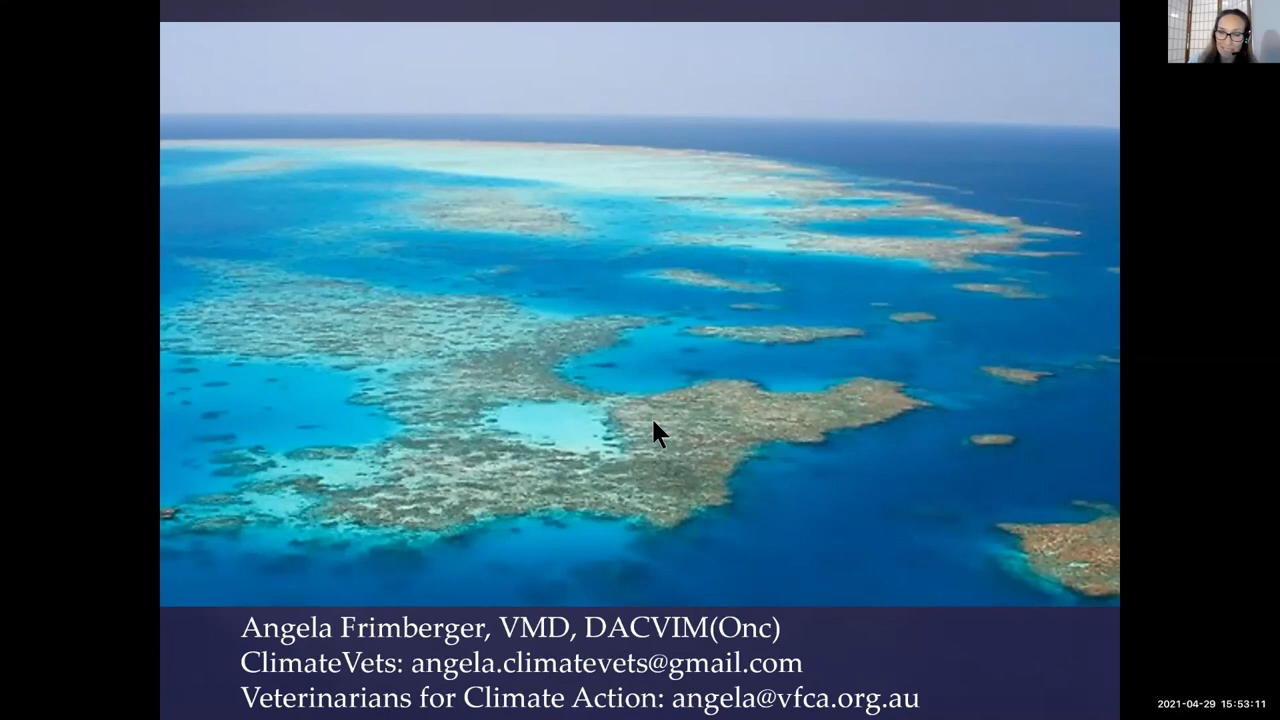 Angela Frimberger, VMD, DACVIM(Onc)
ClimateVets: angela.climatevets@gmail.com
Veterinarians for Climate Action: angela@vfca.org.au
2021-04-29 15:53:11